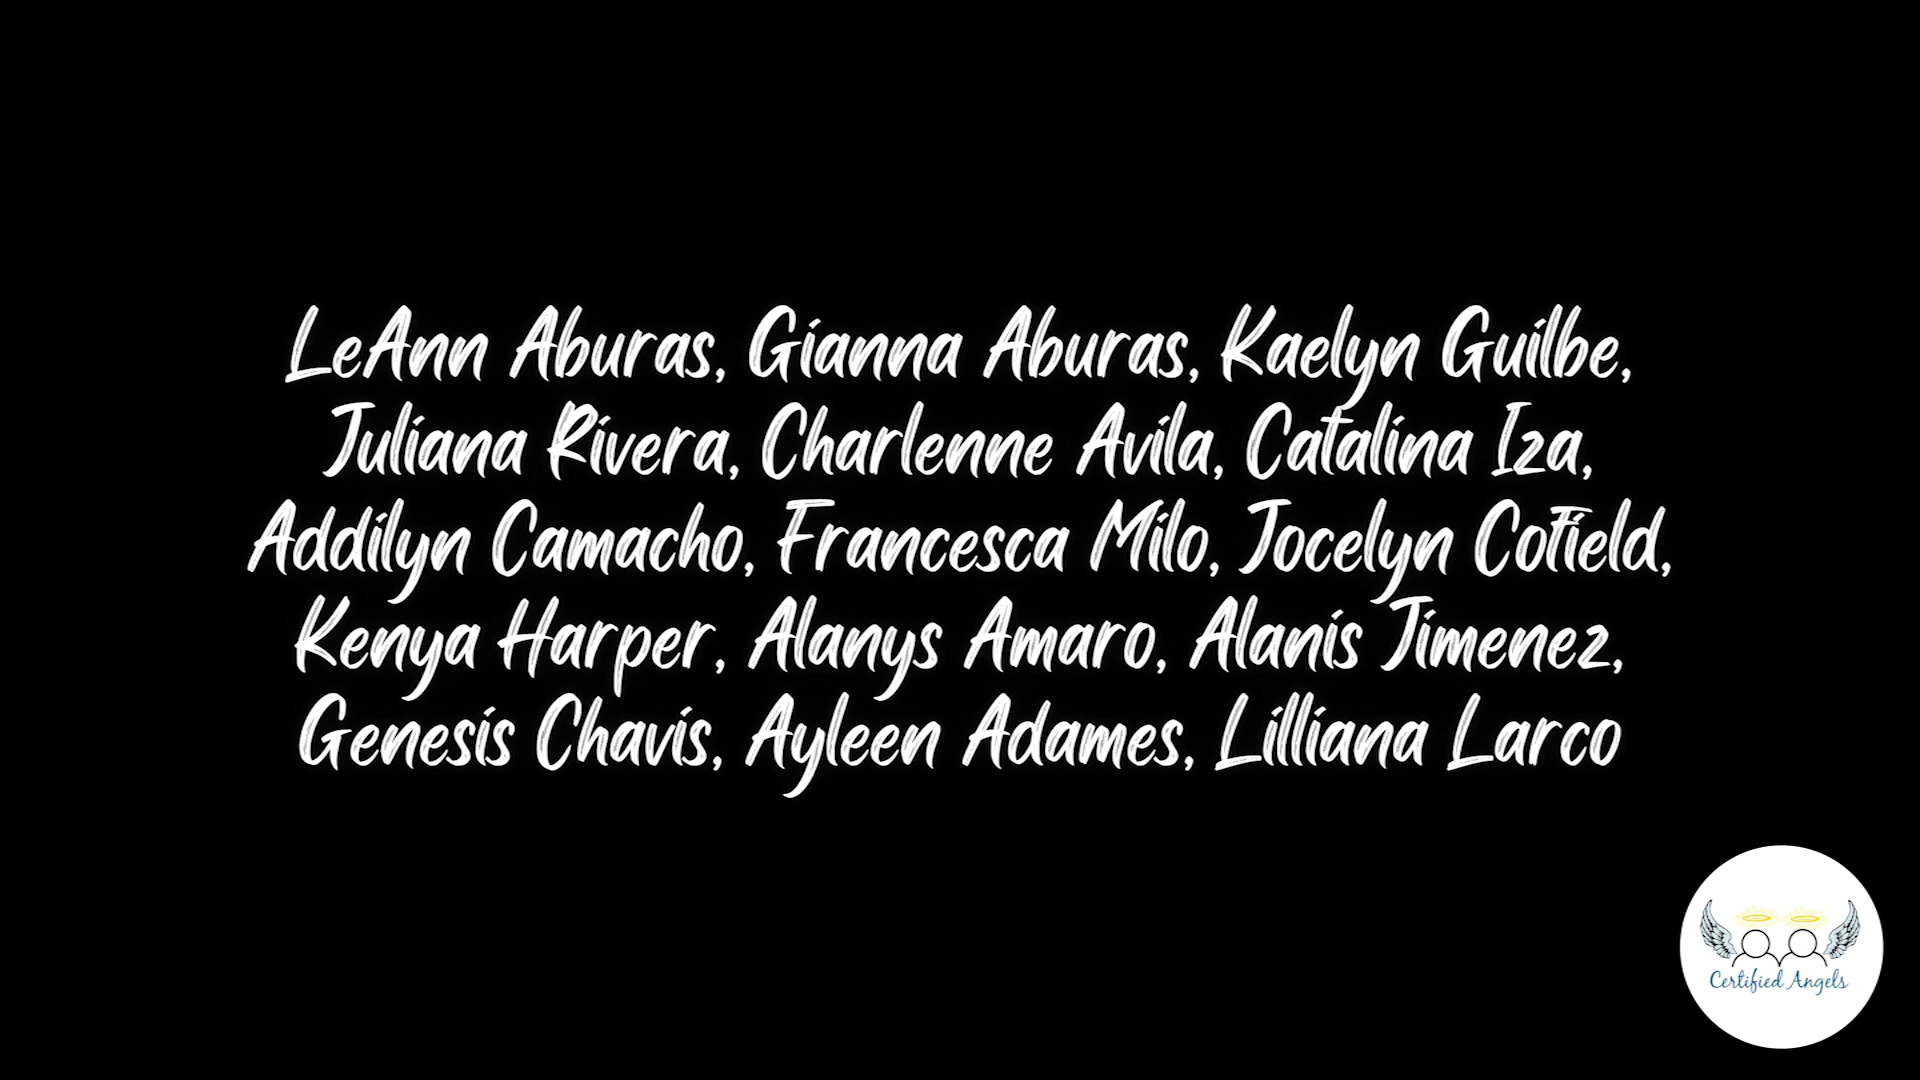 LeAnn Aburas, Gianna Aburas, Kaelyn Guilbe,
Juliana Rivera, Charlenne Avila, Catalina Iza,
Addilyn Camacho, Francesca Milo, Jocelyn Cofield,
Kenya Harper, Alanys Amaro, Alanis Jimenez,
Genesis Chavis, Ayleen Adames, Lilliana Larco
Certified Angels